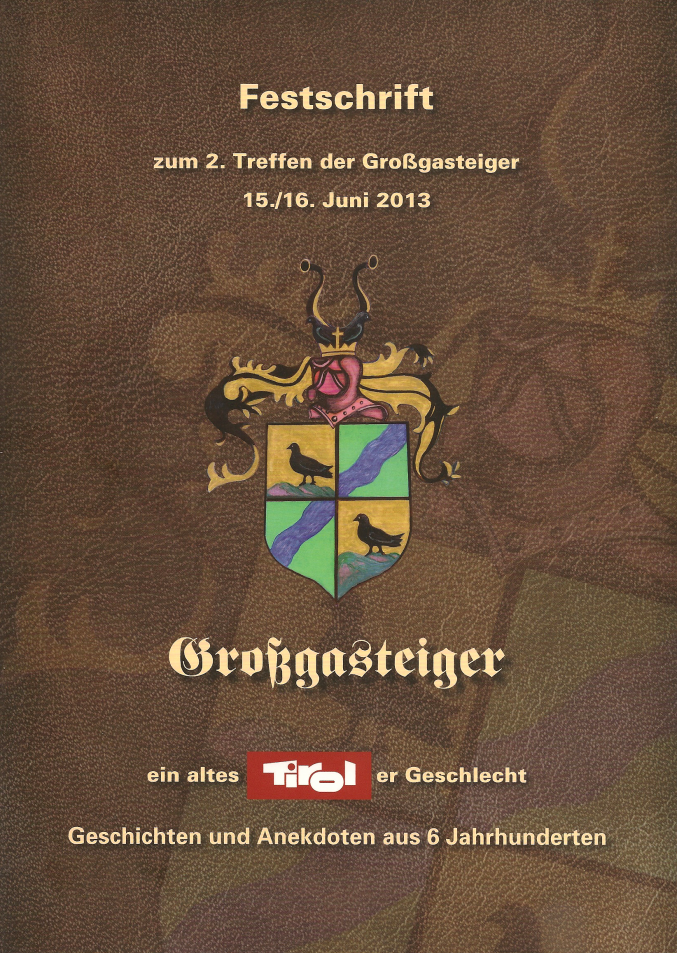 Festschrift
zum 2. Treffen der Großgasteiger
15./16. Juni 2013
Großgasteiger
ein altes Tirol er Geschlecht
Geschichten und Anekdoten aus 6 Jahrhunderten